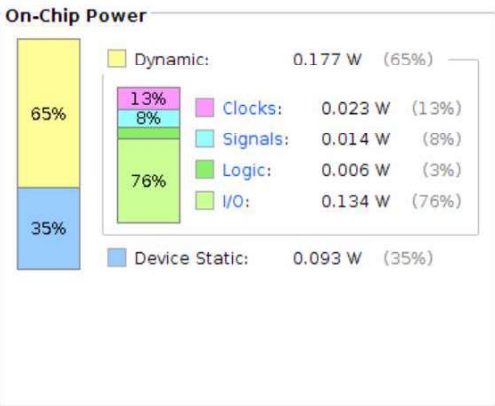 On-Chip Power
65%
35%
Dynamic: 0.177 W (65%)
13%
8%
76%
Clocks: 0.023 W (13%)
Signals: 0.014 W (8%)
Logic: 0.006 W (3%)
I/O: 0.134 W (76%)
Device Static: 0.093 W (35%)